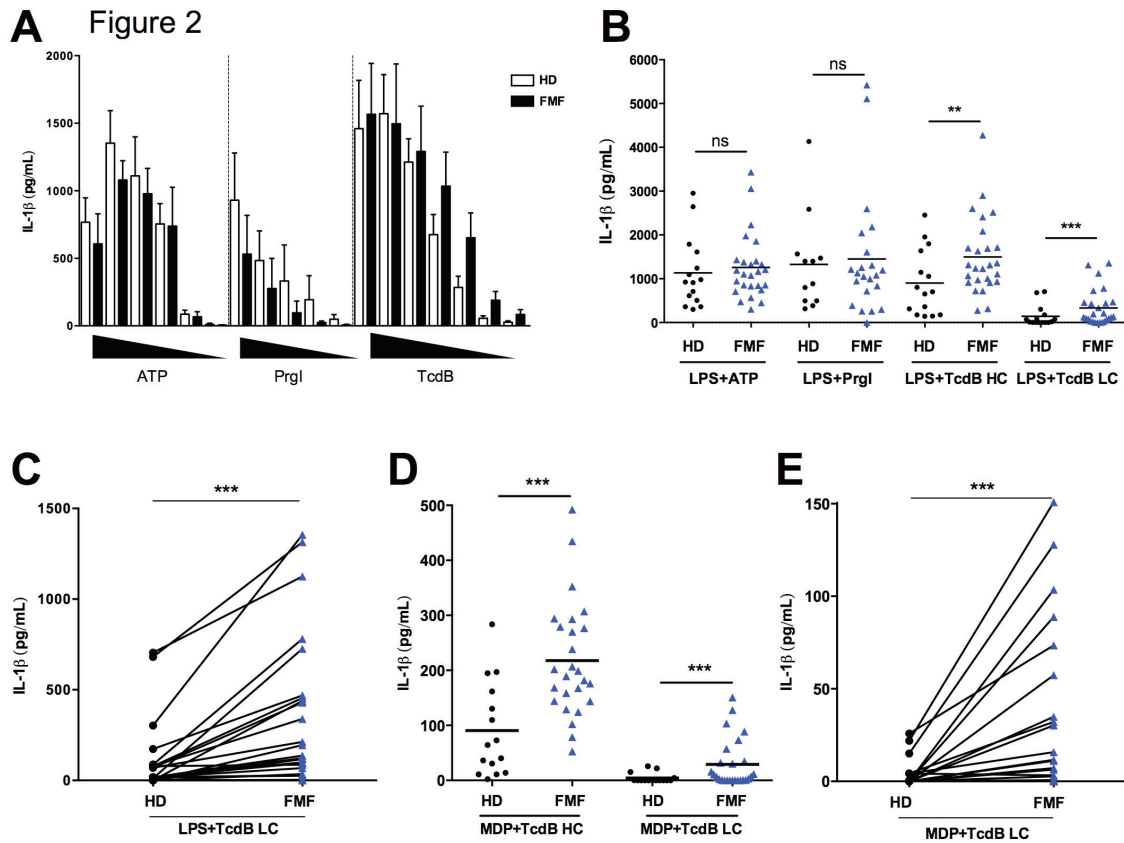 Figure 2
A
IL-1β (pg/mL)
2000
1500
1000
500
0
HD
FMF
ATP
PrgI
TcdB
B
IL-1β (pg/mL)
6000
5000
4000
3000
2000
1000
0
ns
ns
**
***
HD FMF HD FMF HD FMF HD FMF
LPS+ATP LPS+PrgI LPS+TcdB HC LPS+TcdB LC
C
IL-1β (pg/mL)
1500
1000
500
0
***
HD FMF
LPS+TcdB LC
D
IL-1β (pg/mL)
500
400
300
200
100
0
***
***
HD FMF HD FMF
MDP+TcdB HC MDP+TcdB LC
E
IL-1β (pg/mL)
150
100
50
0
***
HD FMF
MDP+TcdB LC